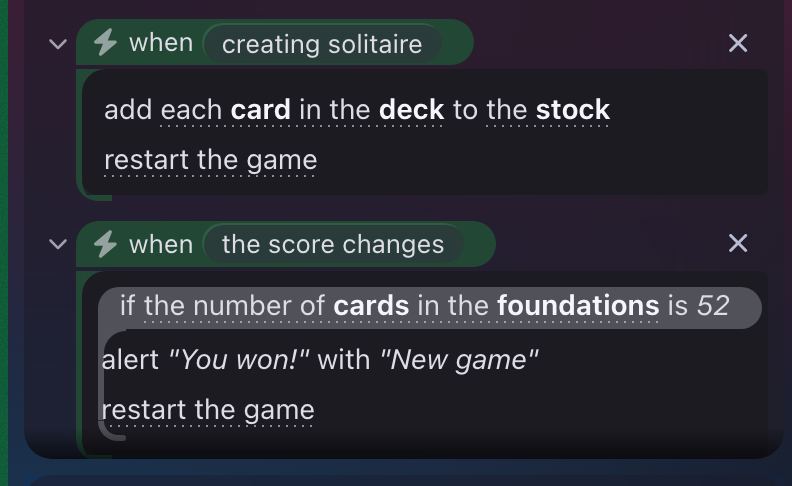 when creating solitaire
add each card in the deck to the stock
restart the game
when the score changes
if the number of cards in the foundations is 52
alert "You won!" with "New game"
restart the game